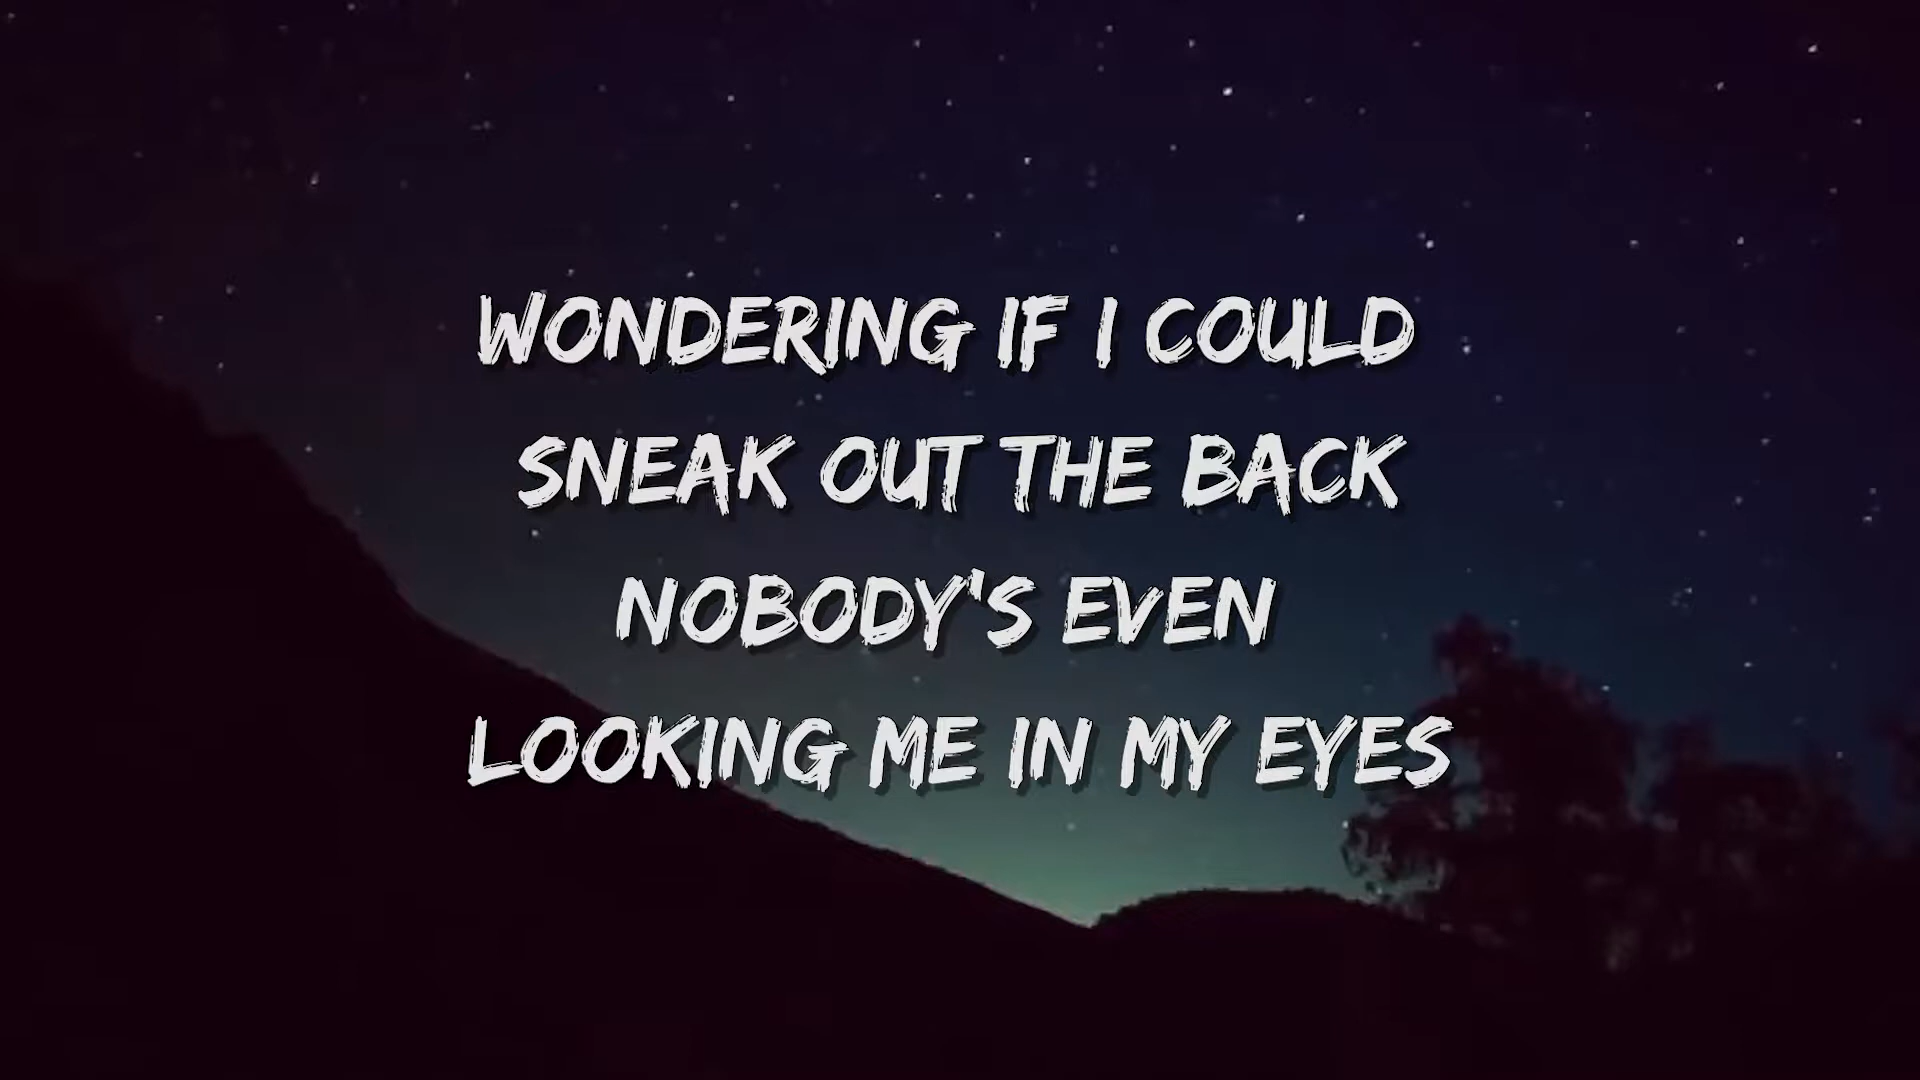 WONDERING IF I COULD
SNEAK OUT THE BACK
NOBODY'S EVEN
LOOKING ME IN MY EYES